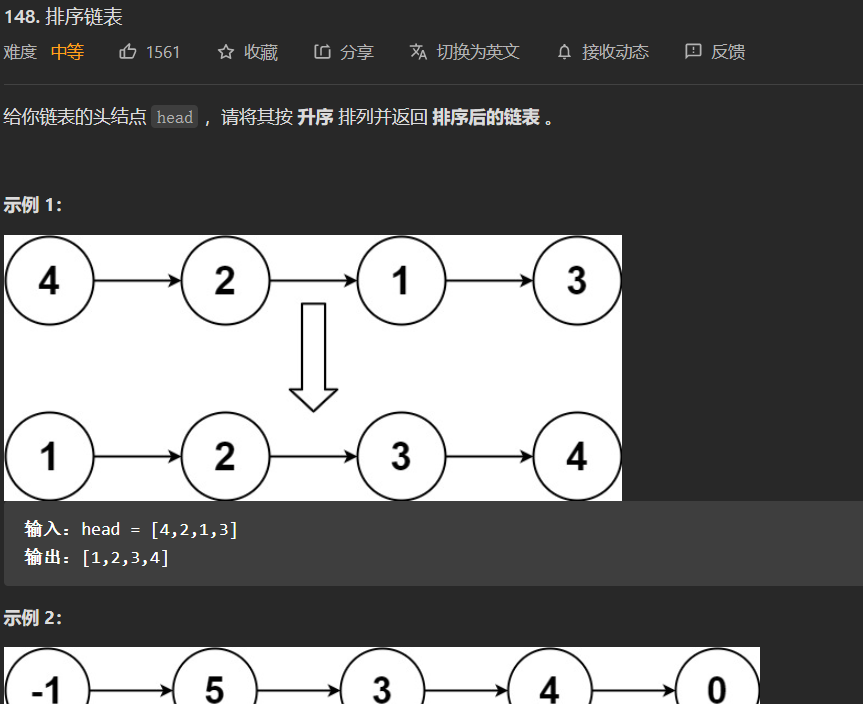 148. 排序链表
难度 中等 1561 收藏 分享 切换为英文 接收动态 反馈
给你链表的头结点 head ，请将其按 升序 排列并返回 排序后的链表 。
示例 1：
4 2 1 3
1 2 3 4
输入：head = [4,2,1,3]
输出：[1,2,3,4]
示例 2：
-1 5 3 4 0